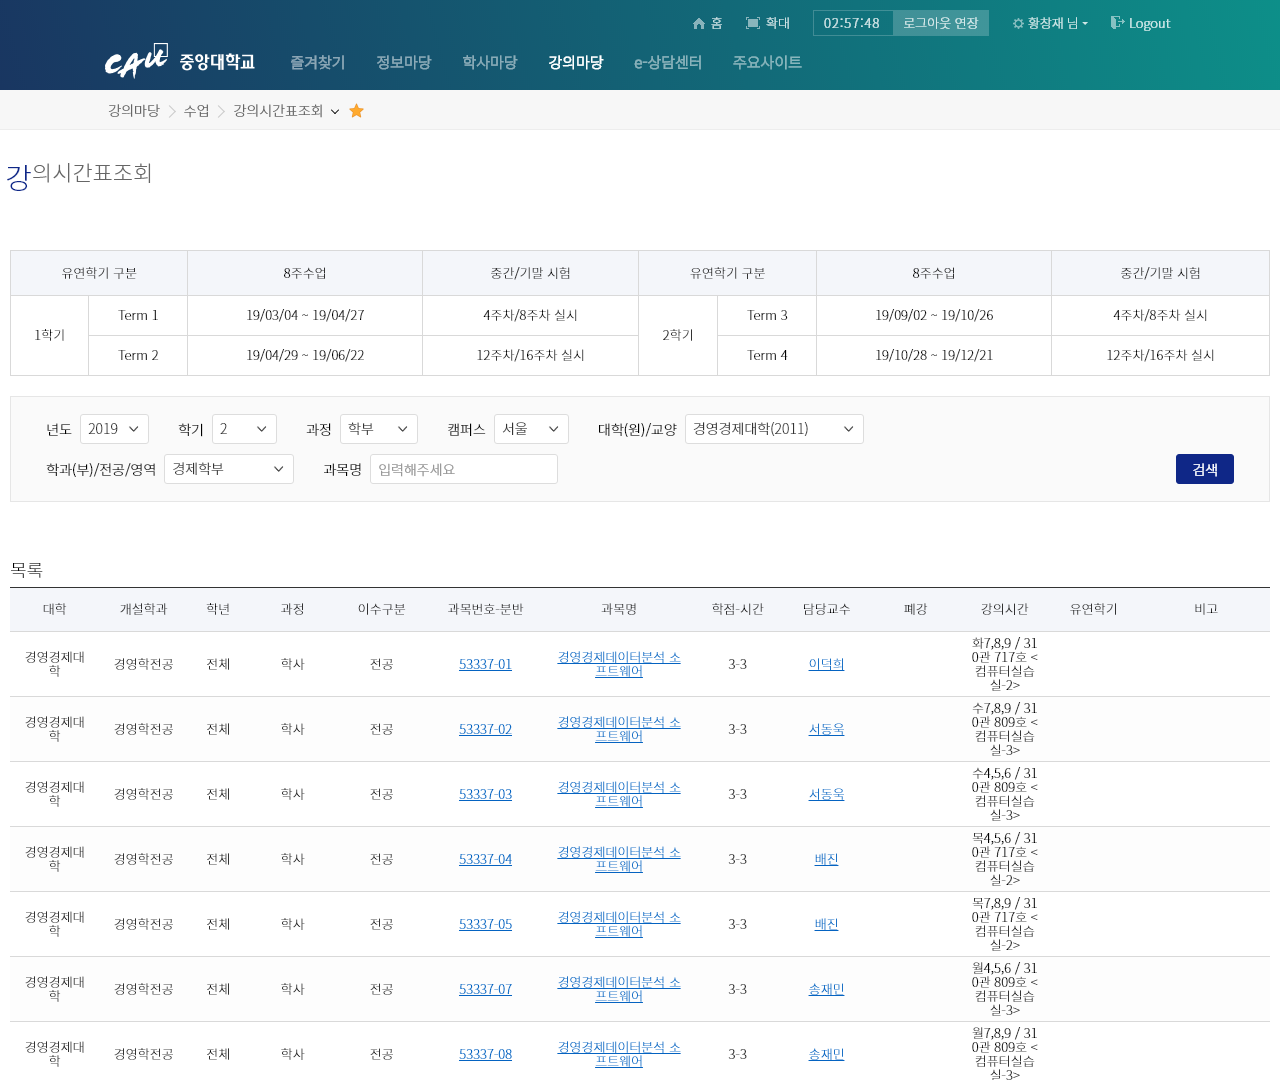 홈 확대 02:57:48 로그아웃 연장 황창재 님 Logout
CAU 중앙대학교 즐겨찾기 정보마당 학사마당 강의마당 e-상담센터 주요사이트
강의마당 수업 강의시간표조회
강의시간표조회
유연학기 구분 8주수업 중간/기말 시험 유연학기 구분 8주수업 중간/기말 시험
1학기 Term 1 19/03/04 ~ 19/04/27 4주차/8주차 실시 2학기 Term 3 19/09/02 ~ 19/10/26 4주차/8주차 실시
Term 2 19/04/29 ~ 19/06/22 12주차/16주차 실시 Term 4 19/10/28 ~ 19/12/21 12주차/16주차 실시
년도 2019 학기 2 과정 학부 캠퍼스 서울 대학(원)/교양 경영경제대학(2011)
학과(부)/전공/영역 경제학부 과목명 입력해주세요 검색
목록
대학 개설학과 학년 과정 이수구분 과목번호-분반 과목명 학점-시간 담당교수 폐강 강의시간 유연학기 비고
경영경제대
학 경영학전공 전체 학사 전공 53337-01 경영경제데이터분석 소
프트웨어 3-3 이덕희 화7,8,9 / 31
0관 717호 <
컴퓨터실습
실-2>
경영경제대
학 경영학전공 전체 학사 전공 53337-02 경영경제데이터분석 소
프트웨어 3-3 서동욱 수7,8,9 / 31
0관 809호 <
컴퓨터실습
실-3>
경영경제대
학 경영학전공 전체 학사 전공 53337-03 경영경제데이터분석 소
프트웨어 3-3 서동욱 수4,5,6 / 31
0관 809호 <
컴퓨터실습
실-3>
경영경제대
학 경영학전공 전체 학사 전공 53337-04 경영경제데이터분석 소
프트웨어 3-3 배진 목4,5,6 / 31
0관 717호 <
컴퓨터실습
실-2>
경영경제대
학 경영학전공 전체 학사 전공 53337-05 경영경제데이터분석 소
프트웨어 3-3 배진 목7,8,9 / 31
0관 717호 <
컴퓨터실습
실-2>
경영경제대
학 경영학전공 전체 학사 전공 53337-07 경영경제데이터분석 소
프트웨어 3-3 송재민 월4,5,6 / 31
0관 809호 <
컴퓨터실습
실-3>
경영경제대
학 경영학전공 전체 학사 전공 53337-08 경영경제데이터분석 소
프트웨어 3-3 송재민 월7,8,9 / 31
0관 809호 <
컴퓨터실습
실-3>